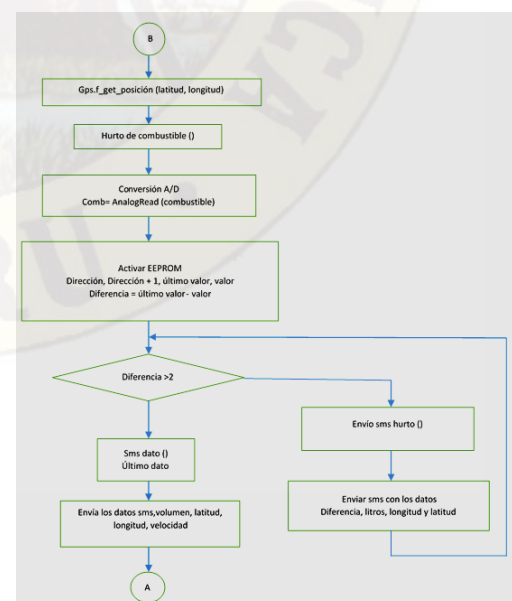 B
Gps.f_get_posición (latitud, longitud)
Hurto de combustible ()
Conversión A/D
Comb= AnalogRead (combustible)
Activar EEPROM
Dirección, Dirección + 1, último valor, valor
Diferencia = último valor - valor
Diferencia >2
Envío sms hurto ()
Sms dato ()
Último dato
Enviar sms con los datos
Diferencia, litros, longitud y latitud
Envía los datos sms,volumen, latitud,
longitud, velocidad
A